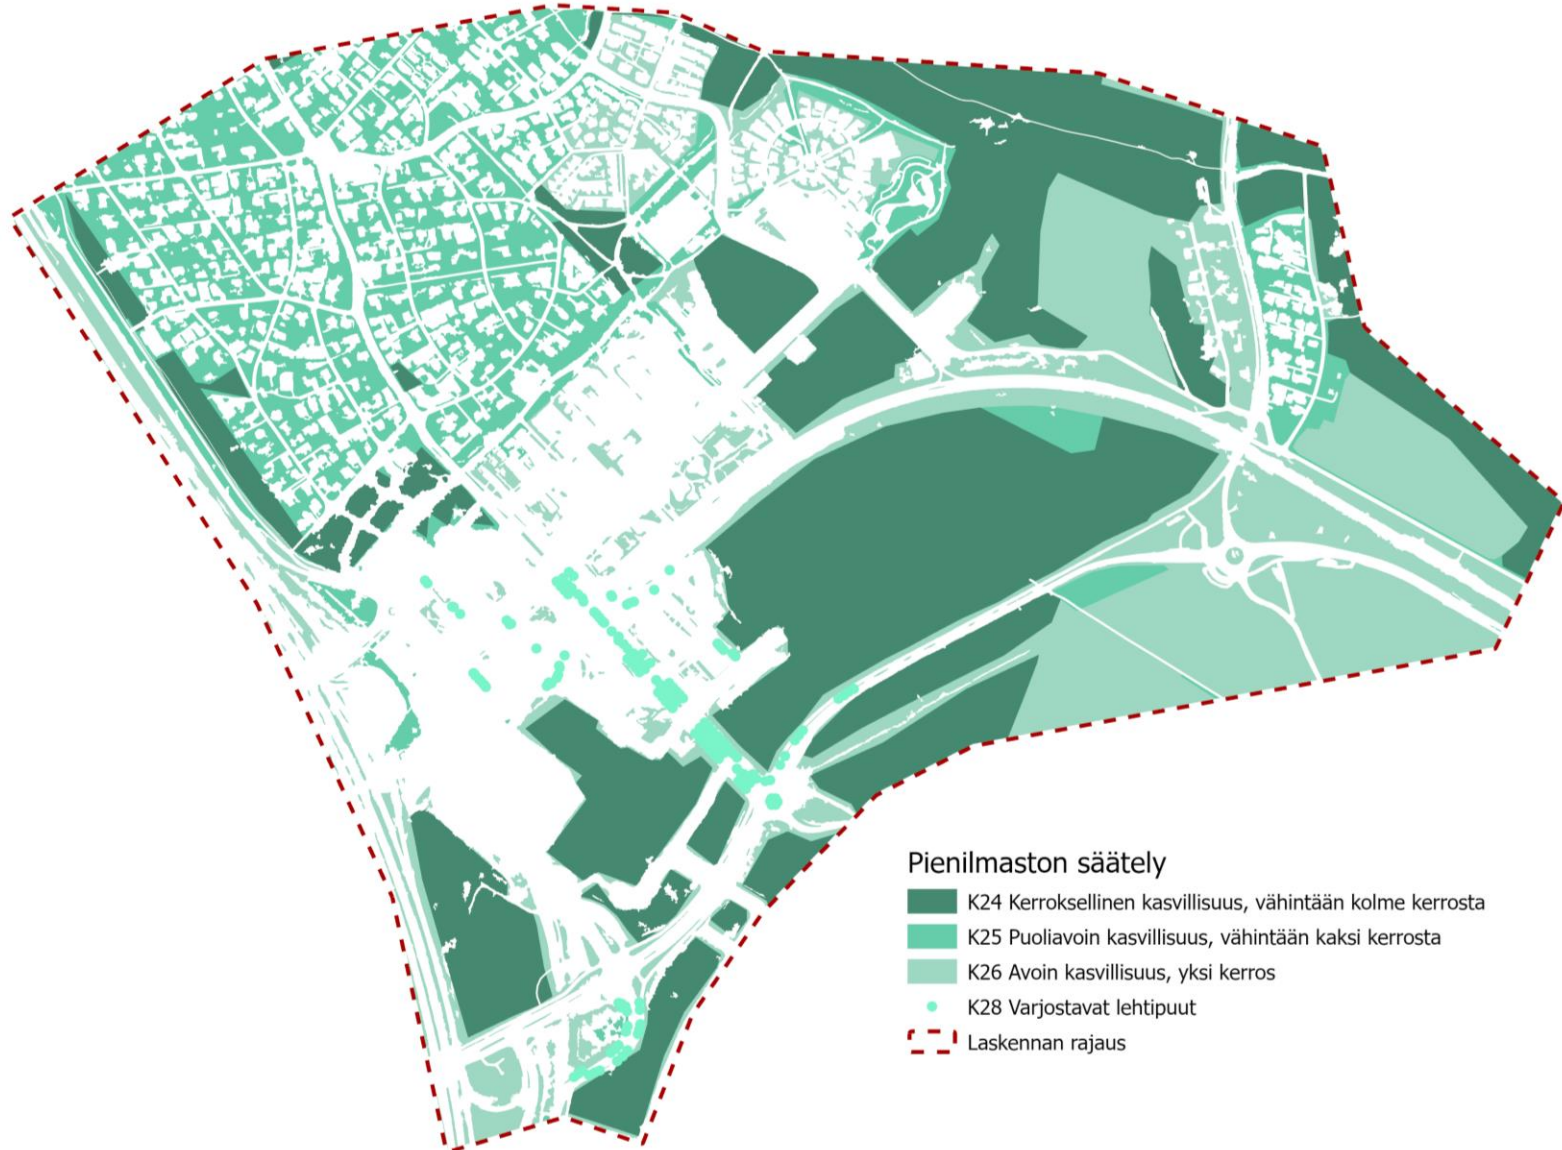 Pienilmaston säätely
K24 Kerroksellinen kasvillisuus, vähintään kolme kerrosta
K25 Puoliavoin kasvillisuus, vähintään kaksi kerrosta
K26 Avoin kasvillisuus, yksi kerros
K28 Varjostavat lehtipuut
Laskennan rajaus